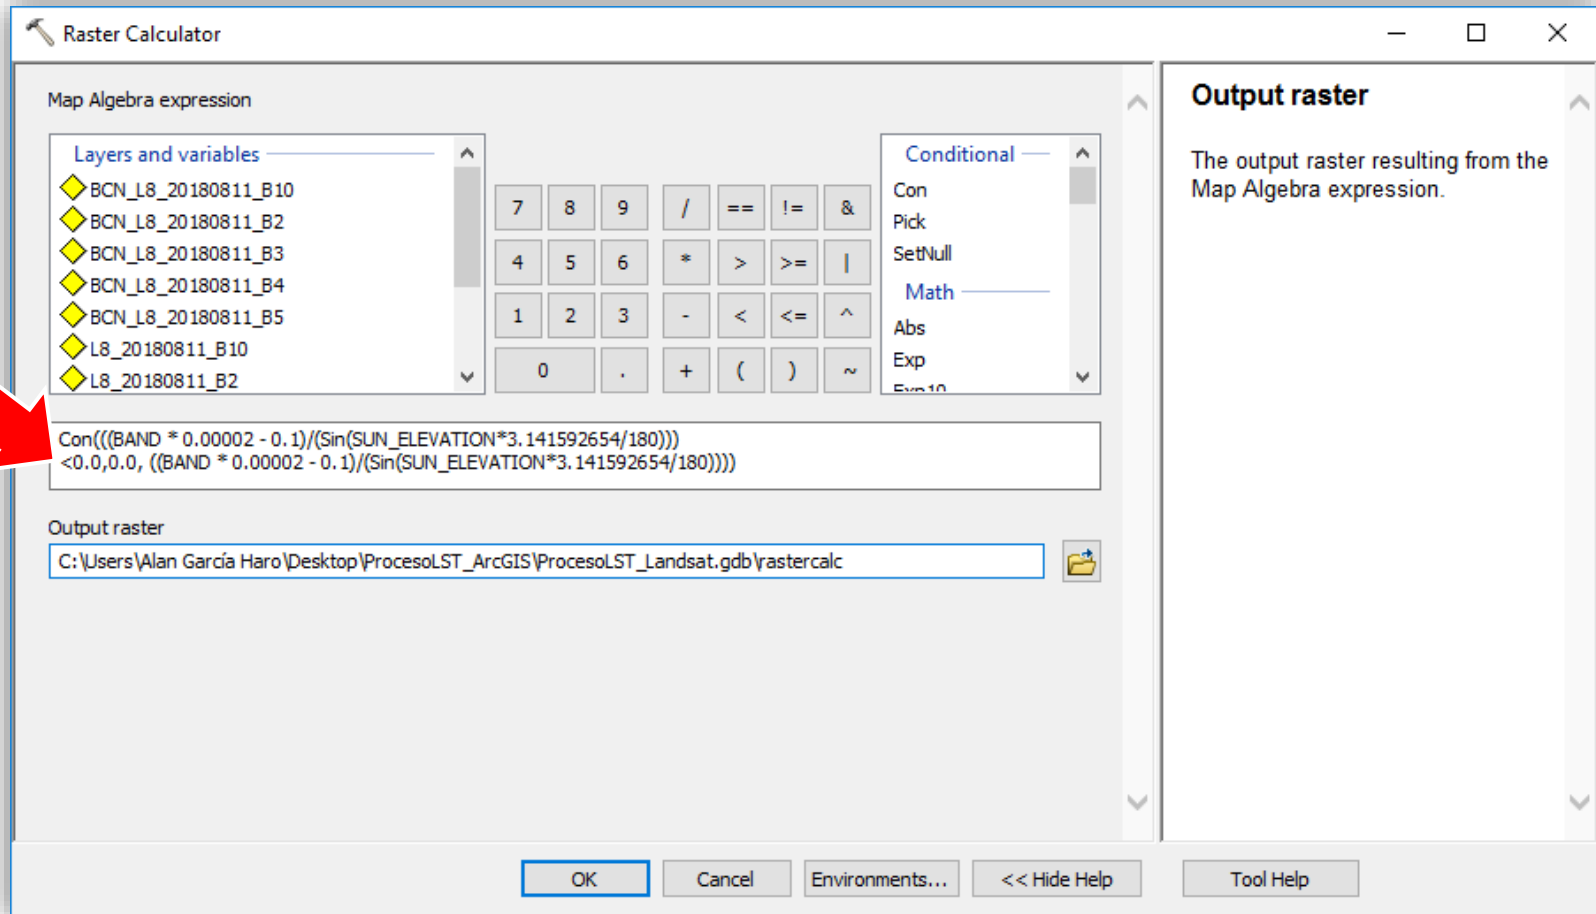 Raster Calculator
Map Algebra expression
Layers and variables
BCN_L8_20180811_B10
BCN_L8_20180811_B2
BCN_L8_20180811_B3
BCN_L8_20180811_B4
BCN_L8_20180811_B5
L8_20180811_B10
L8_20180811_B2
7 8 9 / == != &
4 5 6 * > >= |
1 2 3 - < <= ^
0 . + ( ) ~
Conditional
Con
Pick
SetNull
Math
Abs
Exp
Exp10
Con(((BAND * 0.00002 - 0.1)/(Sin(SUN_ELEVATION*3.141592654/180)))
<0.0,0.0, ((BAND * 0.00002 - 0.1)/(Sin(SUN_ELEVATION*3.141592654/180))))
Output raster
C:\Users\Alan García Haro\Desktop\ProcesoLST_ArcGIS\ProcesoLST_Landsat.gdb\rastercalc
Output raster
The output raster resulting from the
Map Algebra expression.
OK
Cancel
Environments...
<< Hide Help
Tool Help